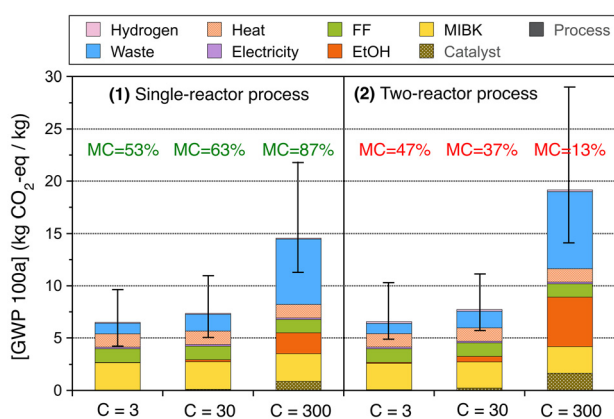 Hydrogen Heat FF MIBK Process
Waste Electricity EtOH Catalyst
[GWP 100a] (kg CO₂-eq / kg)
30
25
20
15
10
5
0
(1) Single-reactor process (2) Two-reactor process
MC=53% MC=63% MC=87% MC=47% MC=37% MC=13%
C = 3 C = 30 C = 300 C = 3 C = 30 C = 300